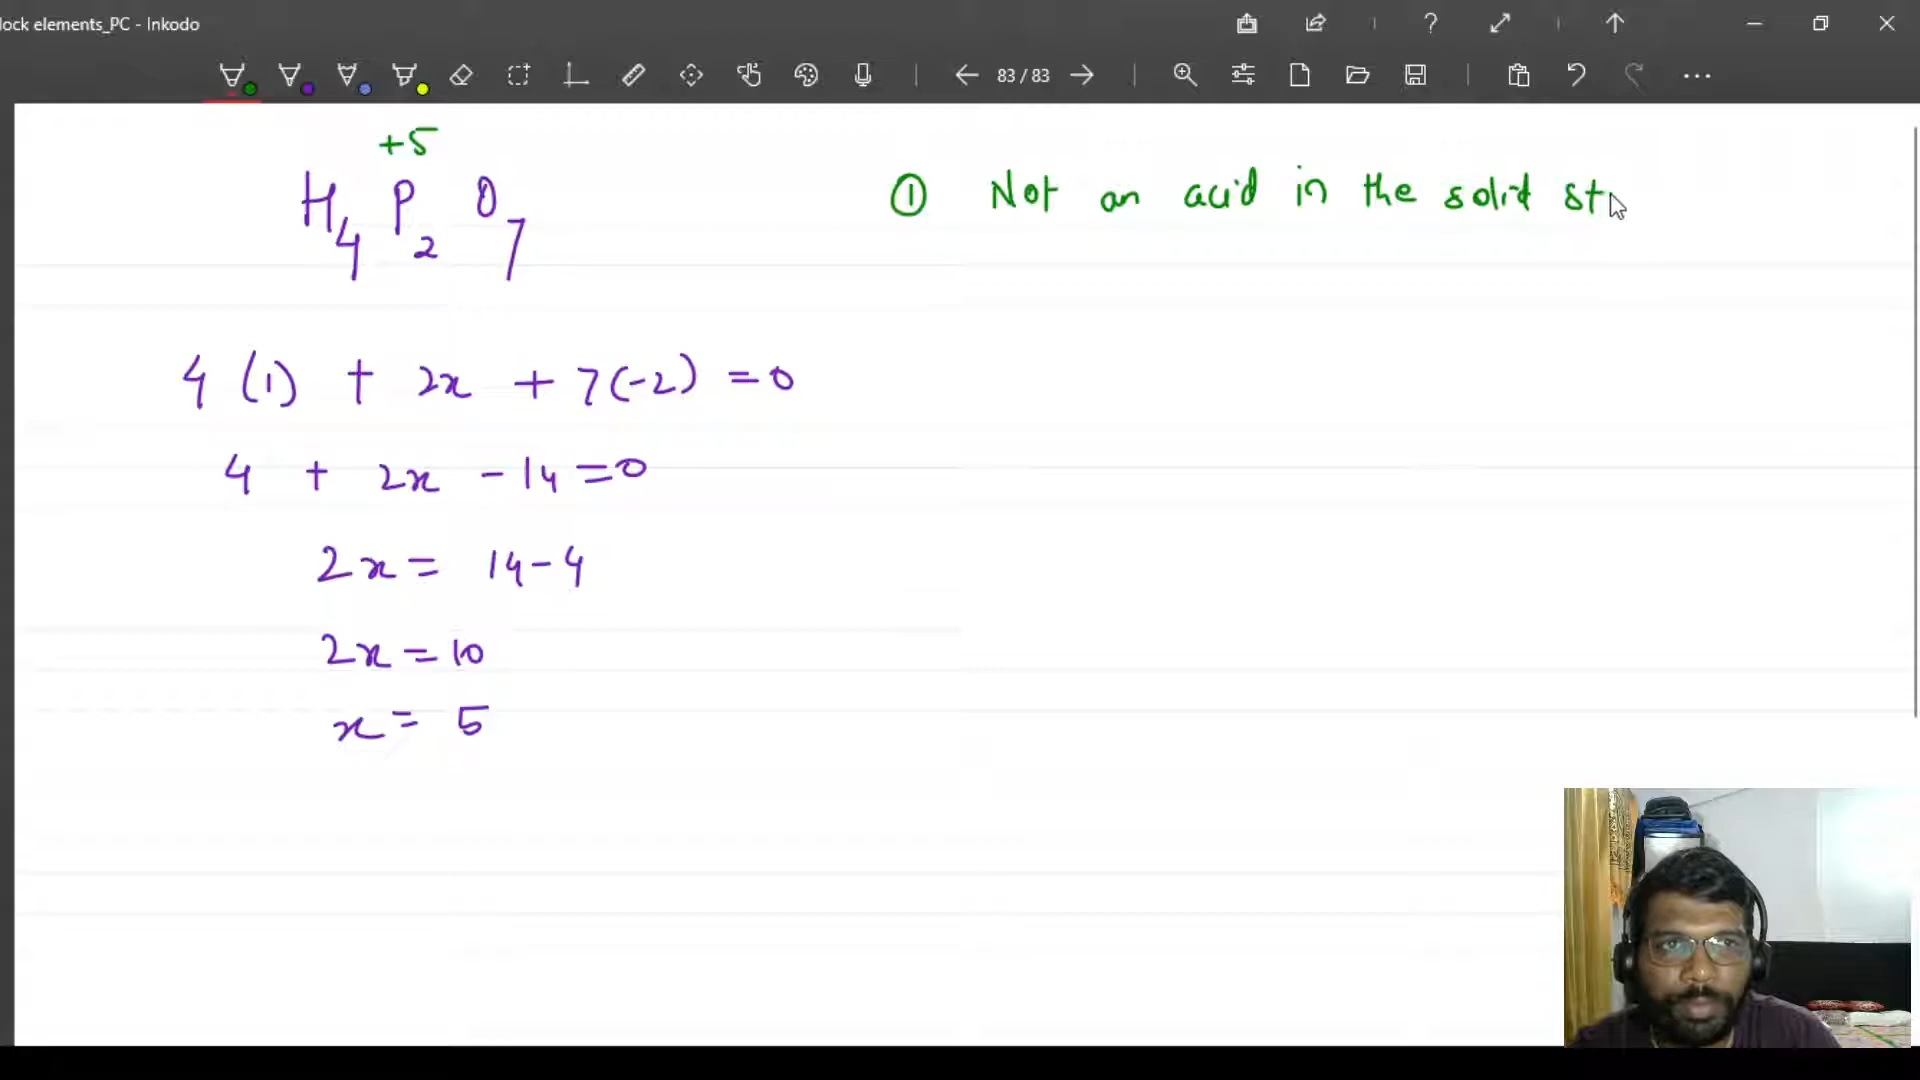 lock elements_PC - Inkodo
83 / 83
+5
H4 P2 O7
① Not an acid in the solid st
4 (1) + 2x + 7(-2) = 0
4 + 2x - 14 = 0
2x = 14 - 4
2x = 10
x = 5